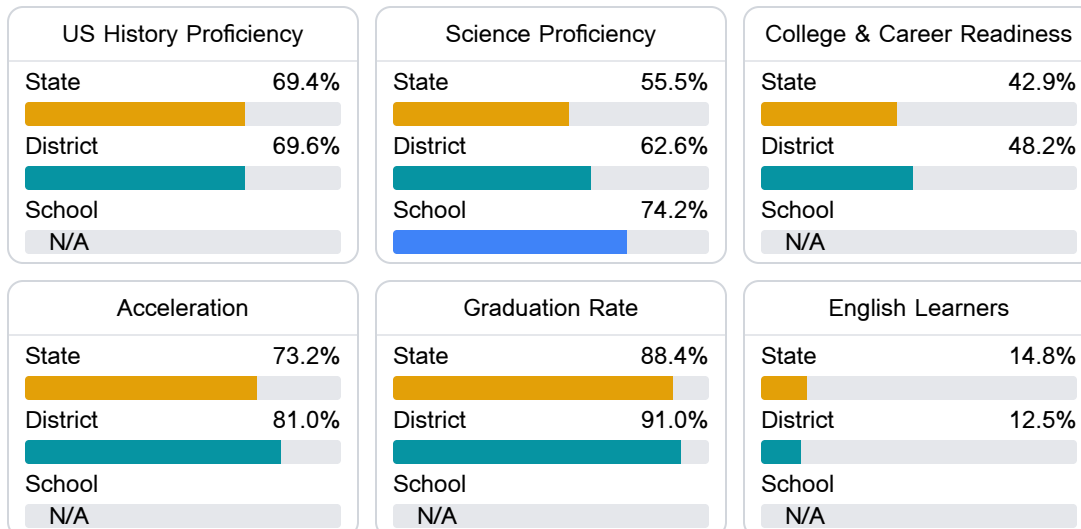 US History Proficiency
State 69.4%
District 69.6%
School
N/A
Science Proficiency
State 55.5%
District 62.6%
School 74.2%
College & Career Readiness
State 42.9%
District 48.2%
School
N/A
Acceleration
State 73.2%
District 81.0%
School
N/A
Graduation Rate
State 88.4%
District 91.0%
School
N/A
English Learners
State 14.8%
District 12.5%
School
N/A